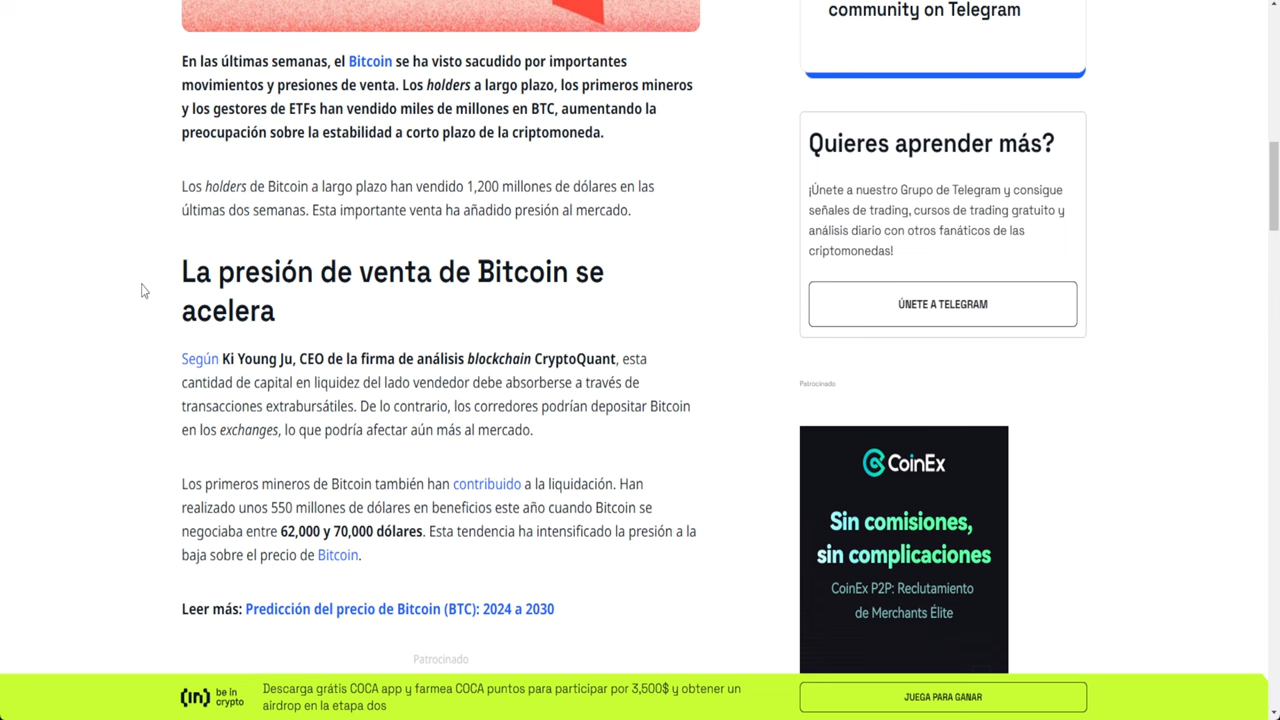 En las últimas semanas, el Bitcoin se ha visto sacudido por importantes
movimientos y presiones de venta. Los holders a largo plazo, los primeros mineros
y los gestores de ETFs han vendido miles de millones en BTC, aumentando la
preocupación sobre la estabilidad a corto plazo de la criptomoneda.
Los holders de Bitcoin a largo plazo han vendido 1,200 millones de dólares en las
últimas dos semanas. Esta importante venta ha añadido presión al mercado.
La presión de venta de Bitcoin se
acelera
Según Ki Young Ju, CEO de la firma de análisis blockchain CryptoQuant, esta
cantidad de capital en liquidez del lado vendedor debe absorberse a través de
transacciones extrabursátiles. De lo contrario, los corredores podrían depositar Bitcoin
en los exchanges, lo que podría afectar aún más al mercado.
Los primeros mineros de Bitcoin también han contribuido a la liquidación. Han
realizado unos 550 millones de dólares en beneficios este año cuando Bitcoin se
negociaba entre 62,000 y 70,000 dólares. Esta tendencia ha intensificado la presión a la
baja sobre el precio de Bitcoin.
Leer más: Predicción del precio de Bitcoin (BTC): 2024 a 2030
Patrocinado
community on Telegram
Quieres aprender más?
¡Únete a nuestro Grupo de Telegram y consigue
señales de trading, cursos de trading gratuito y
análisis diario con otros fanáticos de las
criptomonedas!
ÚNETE A TELEGRAM
Patrocinado
CoinEx
Sin comisiones,
sin complicaciones
CoinEx P2P: Reclutamiento
de Merchants Élite
(in) be in
crypto
Descarga grátis COCA app y farmea COCA puntos para participar por 3,500$ y obtener un
airdrop en la etapa dos
JUEGA PARA GANAR